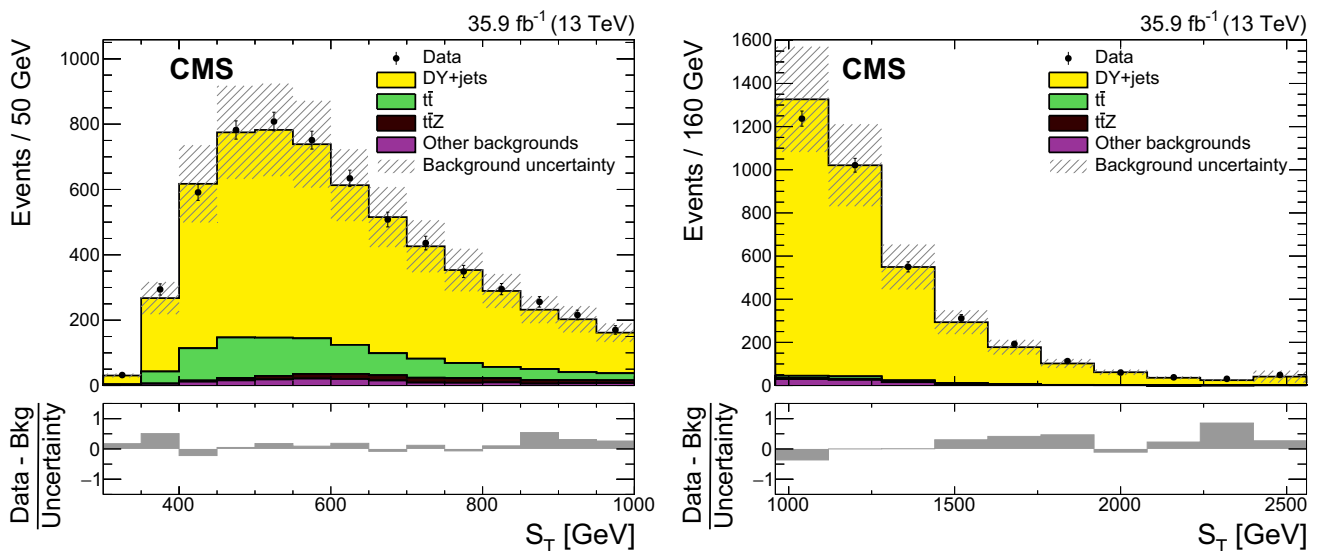 35.9 fb⁻¹ (13 TeV)
CMS
Data
DY+jets
tt̄
tt̄Z
Other backgrounds
Background uncertainty
Events / 50 GeV
1000
800
600
400
200
0
Data - Bkg
Uncertainty
1
0
−1
400 600 800 1000
S_T [GeV]
35.9 fb⁻¹ (13 TeV)
CMS
Data
DY+jets
tt̄
tt̄Z
Other backgrounds
Background uncertainty
Events / 160 GeV
1600
1400
1200
1000
800
600
400
200
0
Data - Bkg
Uncertainty
1
0
−1
1000 1500 2000 2500
S_T [GeV]